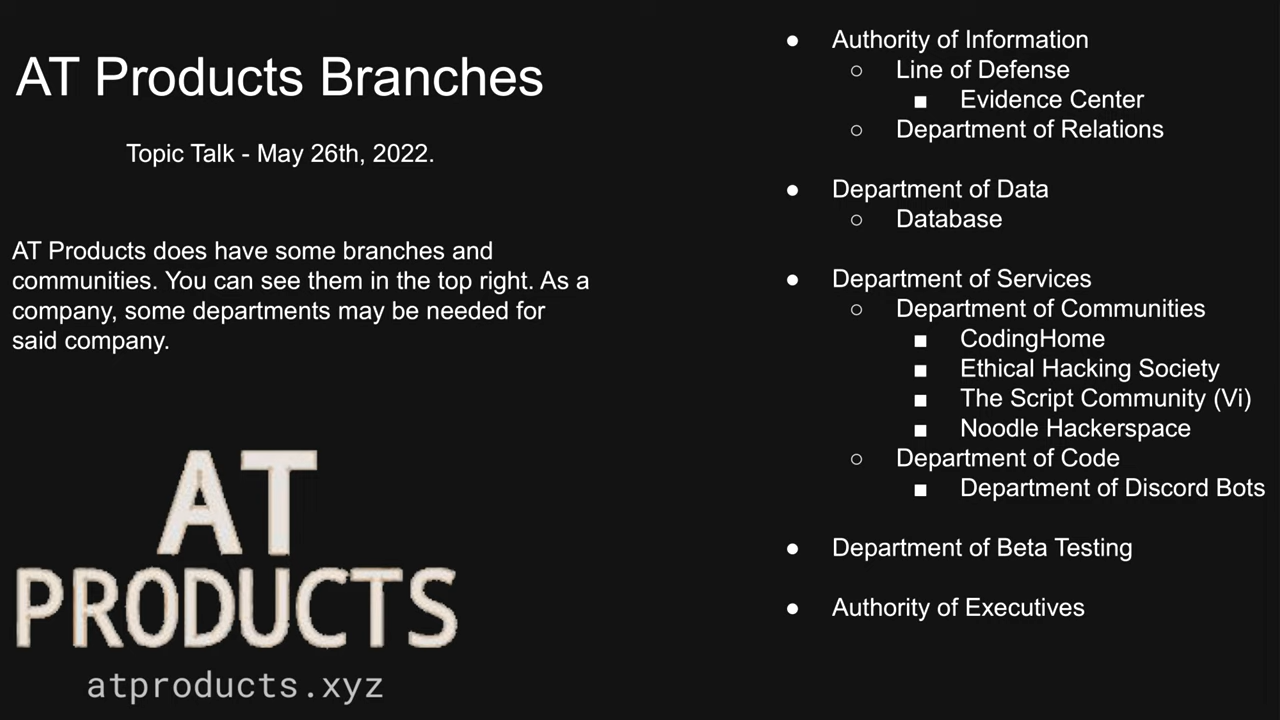 AT Products Branches
Topic Talk - May 26th, 2022.
AT Products does have some branches and
communities. You can see them in the top right. As a
company, some departments may be needed for
said company.
AT
PRODUCTS
atproducts.xyz
● Authority of Information
○ Line of Defense
■ Evidence Center
○ Department of Relations
● Department of Data
○ Database
● Department of Services
○ Department of Communities
■ CodingHome
■ Ethical Hacking Society
■ The Script Community (Vi)
■ Noodle Hackerspace
○ Department of Code
■ Department of Discord Bots
● Department of Beta Testing
● Authority of Executives